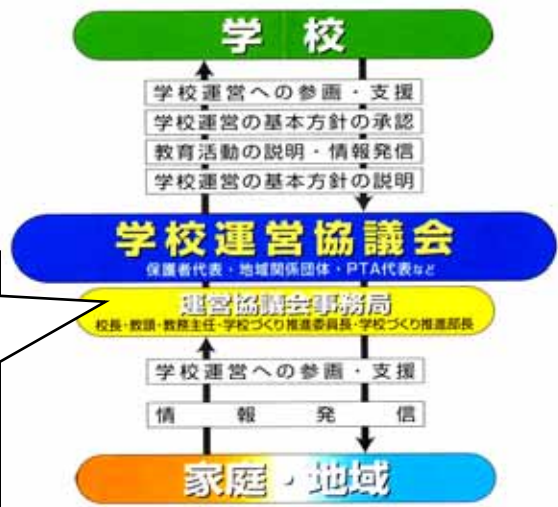 学校
学校運営への参画・支援
学校運営の基本方針の承認
教育活動の説明・情報発信
学校運営の基本方針の説明
学校運営協議会
保護者代表・地域関係団体・PTA代表など
運営協議会事務局
校長・教頭・教務主任・学校づくり推進委員長・学校づくり推進部長
学校運営への参画・支援
情報発信
家庭・地域